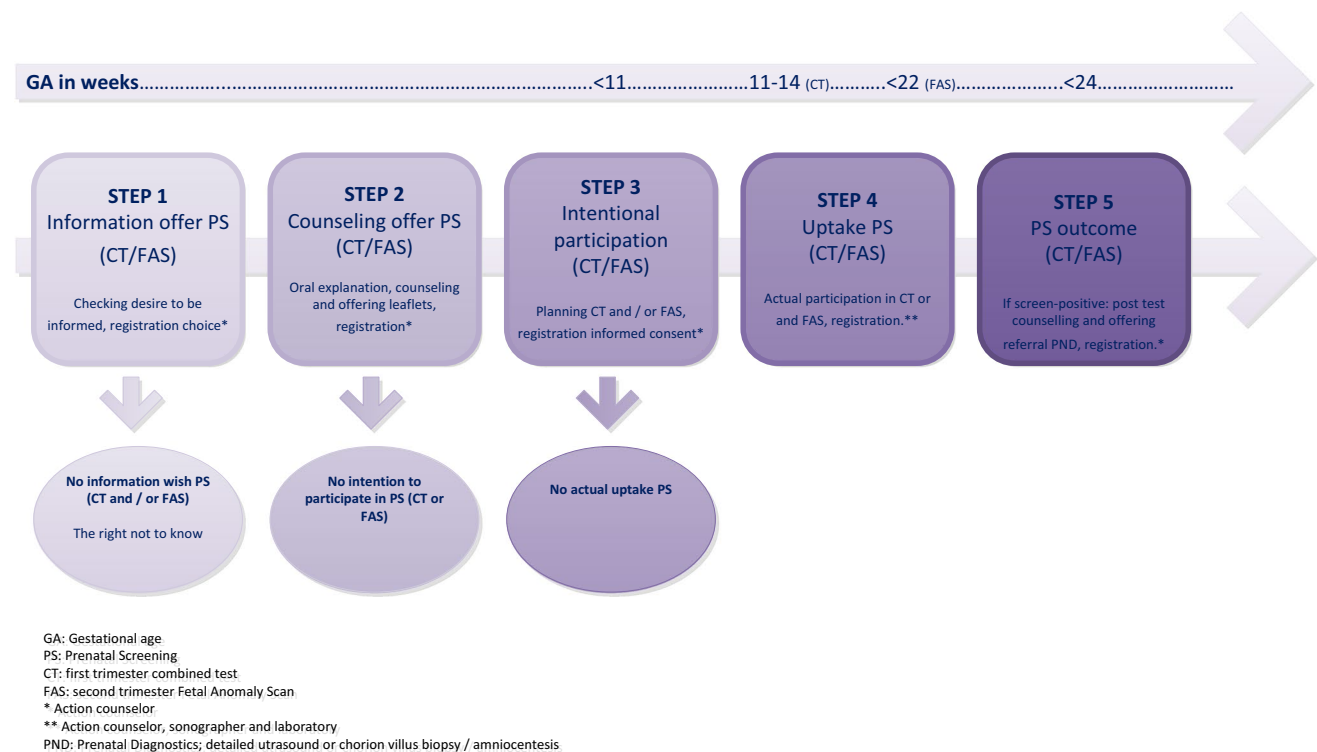 GA in weeks……………..…………………………………………………………………..<11……………………11-14 (CT)………..<22 (FAS)…………………...<24………………………
STEP 1
Information offer PS
(CT/FAS)
Checking desire to be
informed, registration choice*
STEP 2
Counseling offer PS
(CT/FAS)
Oral explanation, counseling
and offering leaflets,
registration*
STEP 3
Intentional
participation
(CT/FAS)
Planning CT and / or FAS,
registration informed consent*
STEP 4
Uptake PS
(CT/FAS)
Actual participation in CT or
and FAS, registration.**
STEP 5
PS outcome
(CT/FAS)
If screen-positive: post test
counselling and offering
referral PND, registration.*
No information wish PS
(CT and / or FAS)
The right not to know
No intention to
participate in PS (CT or
FAS)
No actual uptake PS
GA: Gestational age
PS: Prenatal Screening
CT: first trimester combined test
FAS: second trimester Fetal Anomaly Scan
* Action counselor
** Action counselor, sonographer and laboratory
PND: Prenatal Diagnostics; detailed utrasound or chorion villus biopsy / amniocentesis